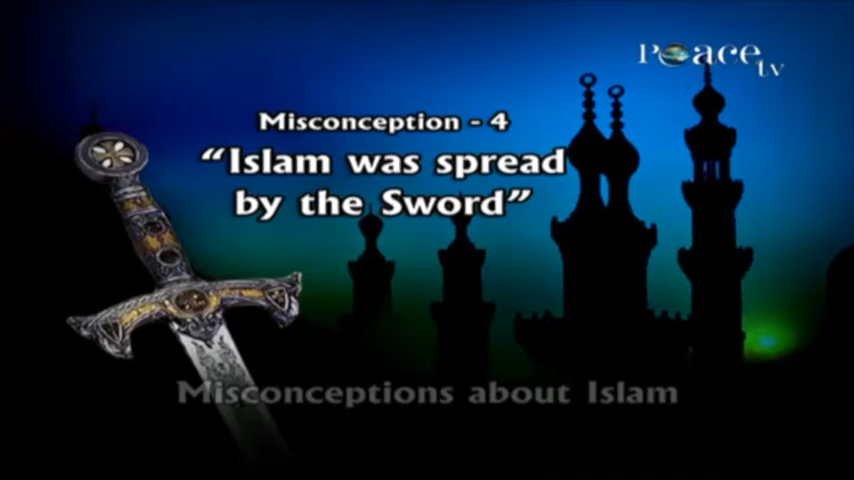 Peace tv
Misconception - 4
“Islam was spread
by the Sword”
Misconceptions about Islam